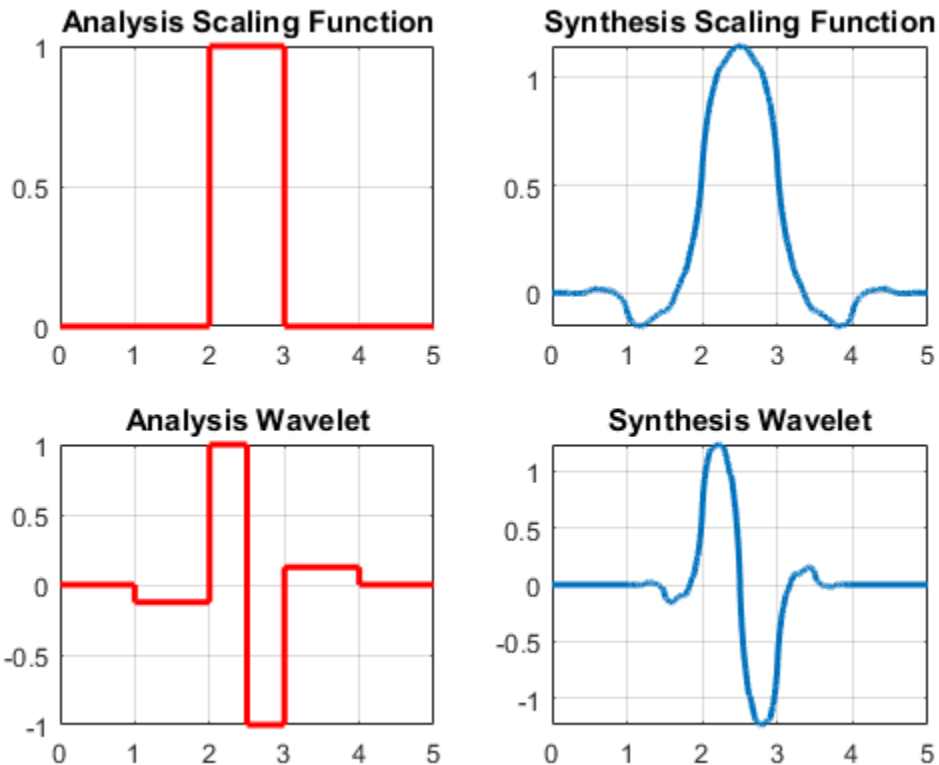 Analysis Scaling Function
1
0.5
0
0 1 2 3 4 5
Synthesis Scaling Function
1
0.5
0
0 1 2 3 4 5
Analysis Wavelet
1
0.5
0
-0.5
-1
0 1 2 3 4 5
Synthesis Wavelet
1
0.5
0
-0.5
-1
0 1 2 3 4 5